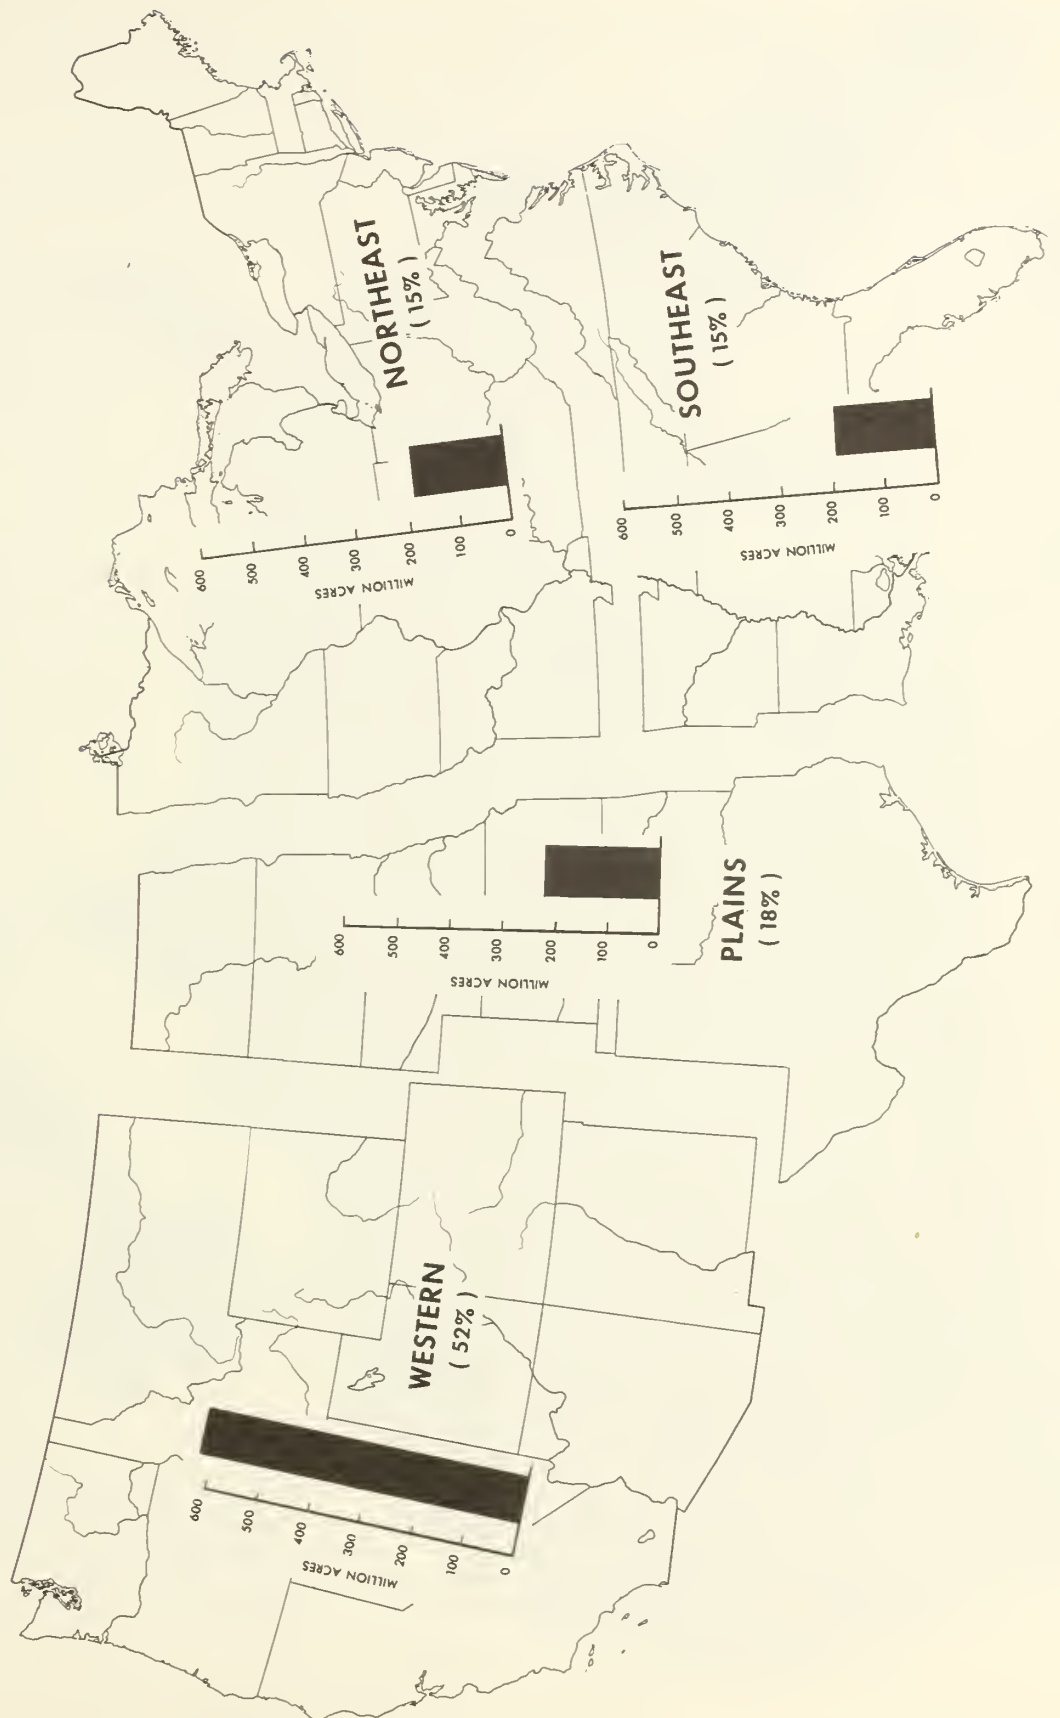 NORTHEAST
" ( 15% )
600
500
400
300
200
100
0
MILLION ACRES
SOUTHEAST
( 15% )
600
500
400
300
200
100
0
MILLION ACRES
PLAINS
( 18% )
600
500
400
300
200
100
0
MILLION ACRES
WESTERN
( 52% )
600
500
400
300
200
100
0
MILLION ACRES